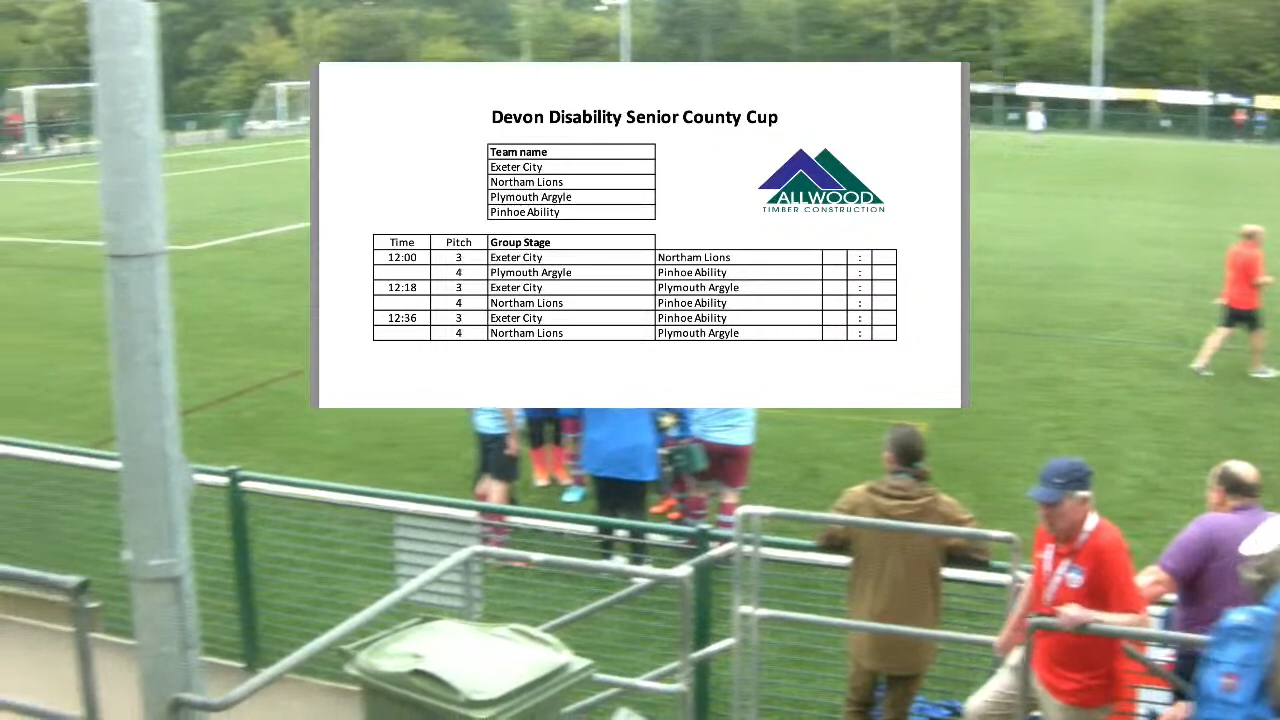 Devon Disability Senior County Cup
Team name
Exeter City
Northam Lions
Plymouth Argyle
Pinhoe Ability
ALLWOOD
TIMBER CONSTRUCTION
Time Pitch Group Stage
12:00 3 Exeter City Northam Lions :
4 Plymouth Argyle Pinhoe Ability :
12:18 3 Exeter City Plymouth Argyle :
4 Northam Lions Pinhoe Ability :
12:36 3 Exeter City Pinhoe Ability :
4 Northam Lions Plymouth Argyle :